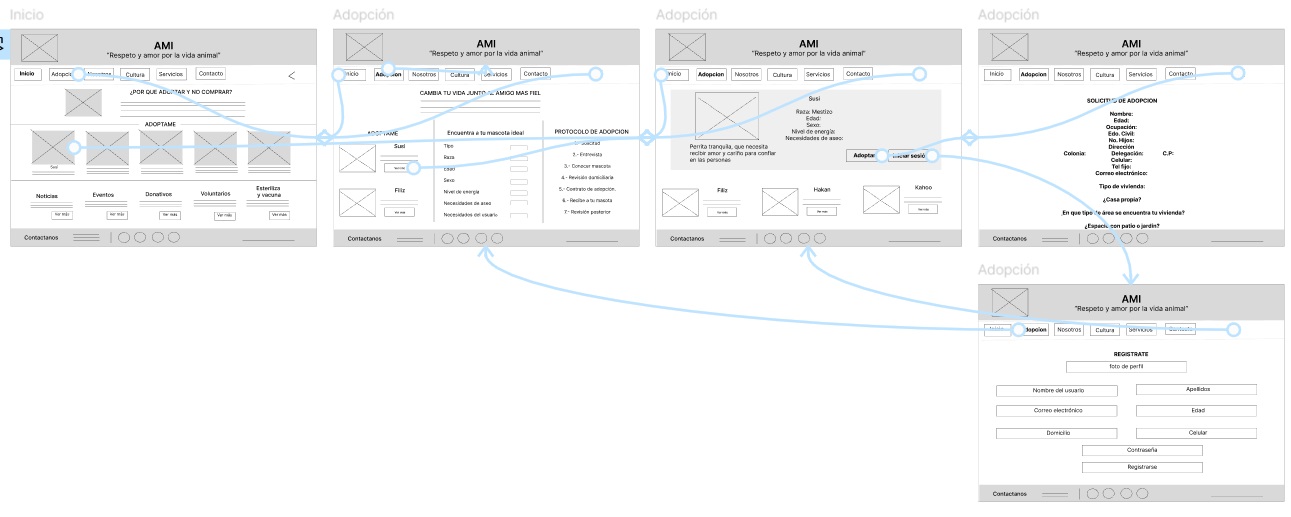 Inicio
AMI
"Respeto y amor por la vida animal"
Inicio
Nosotros
Cultura
Servicios
Contacto
¿POR QUE ADOPTAR Y NO COMPRAR?
ADOPTAME
Susi
Noticias
Eventos
Donativos
Voluntarios
Esteriliza
y vacuna
Ver más
Ver más
Ver más
Ver más
Ver más
Contactanos
Adopción
AMI
"Respeto y amor por la vida animal"
Inicio
Adopcion
Nosotros
Cultura
Servicios
Contacto
CAMBIA TU VIDA JUNTO AL AMIGO MAS FIEL
ADOPTAME
Susi
Ver más
Filiz
Ver más
Encuentra a tu mascota ideal
Tipo
Raza
Edad
Sexo
Nivel de energía
Necesidades de aseo
Necesidades del usuario
PROTOCOLO DE ADOPCION
1.- Solicitud
2.- Entrevista
3.- Conocer mascota
4.- Revisión domiciliaria
5.- Contrato de adopción.
6.- Recibe a tu mascota
7.- Revisión posterior
Contactanos
Adopción
AMI
"Respeto y amor por la vida animal"
Inicio
Adopcion
Nosotros
Cultura
Servicios
Contacto
Susi
Raza: Mestizo
Edad:
Sexo:
Nivel de energía:
Necesidades de aseo:
Perrita tranquila, que necesita
recibir amor y cariño para confiar
en las personas
Adoptar
Iniciar sesió
Filiz
Ver más
Hakan
Ver más
Kahoo
Ver más
Contactanos
Adopción
AMI
"Respeto y amor por la vida animal"
Inicio
Adopcion
Nosotros
Cultura
Servicios
Contacto
SOLICITUD DE ADOPCION
Nombre:
Edad:
Ocupación:
Edo. Civil:
No. Hijos:
Dirección
Colonia: Delegación: C.P:
Celular:
Tel fijo:
Correo electrónico:
Tipo de vivienda:
¿Casa propia?
¿En que tipo de área se encuentra tu vivienda?
¿Espacio con patio o jardín?
Contactanos
Adopción
AMI
"Respeto y amor por la vida animal"
Inicio
Adopcion
Nosotros
Cultura
Servicios
Contacto
REGISTRATE
foto de perfil
Nombre del usuario
Apellidos
Correo electrónico
Edad
Domicilio
Celular
Contraseña
Registrarse
Contactanos